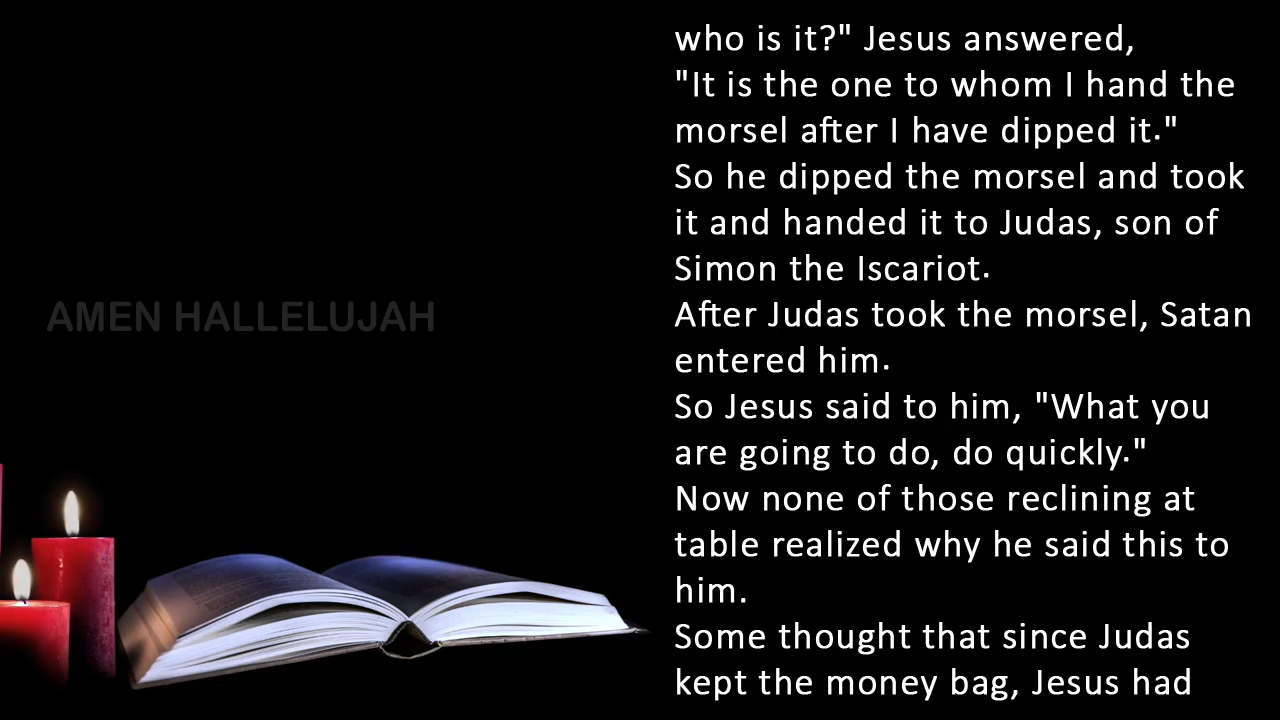 who is it?" Jesus answered,
"It is the one to whom I hand the
morsel after I have dipped it."
So he dipped the morsel and took
it and handed it to Judas, son of
Simon the Iscariot.
After Judas took the morsel, Satan
entered him.
So Jesus said to him, "What you
are going to do, do quickly."
Now none of those reclining at
table realized why he said this to
him.
Some thought that since Judas
kept the money bag, Jesus had
AMEN HALLELUJAH